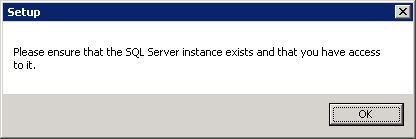 Setup
Please ensure that the SQL Server instance exists and that you have access
to it.
OK